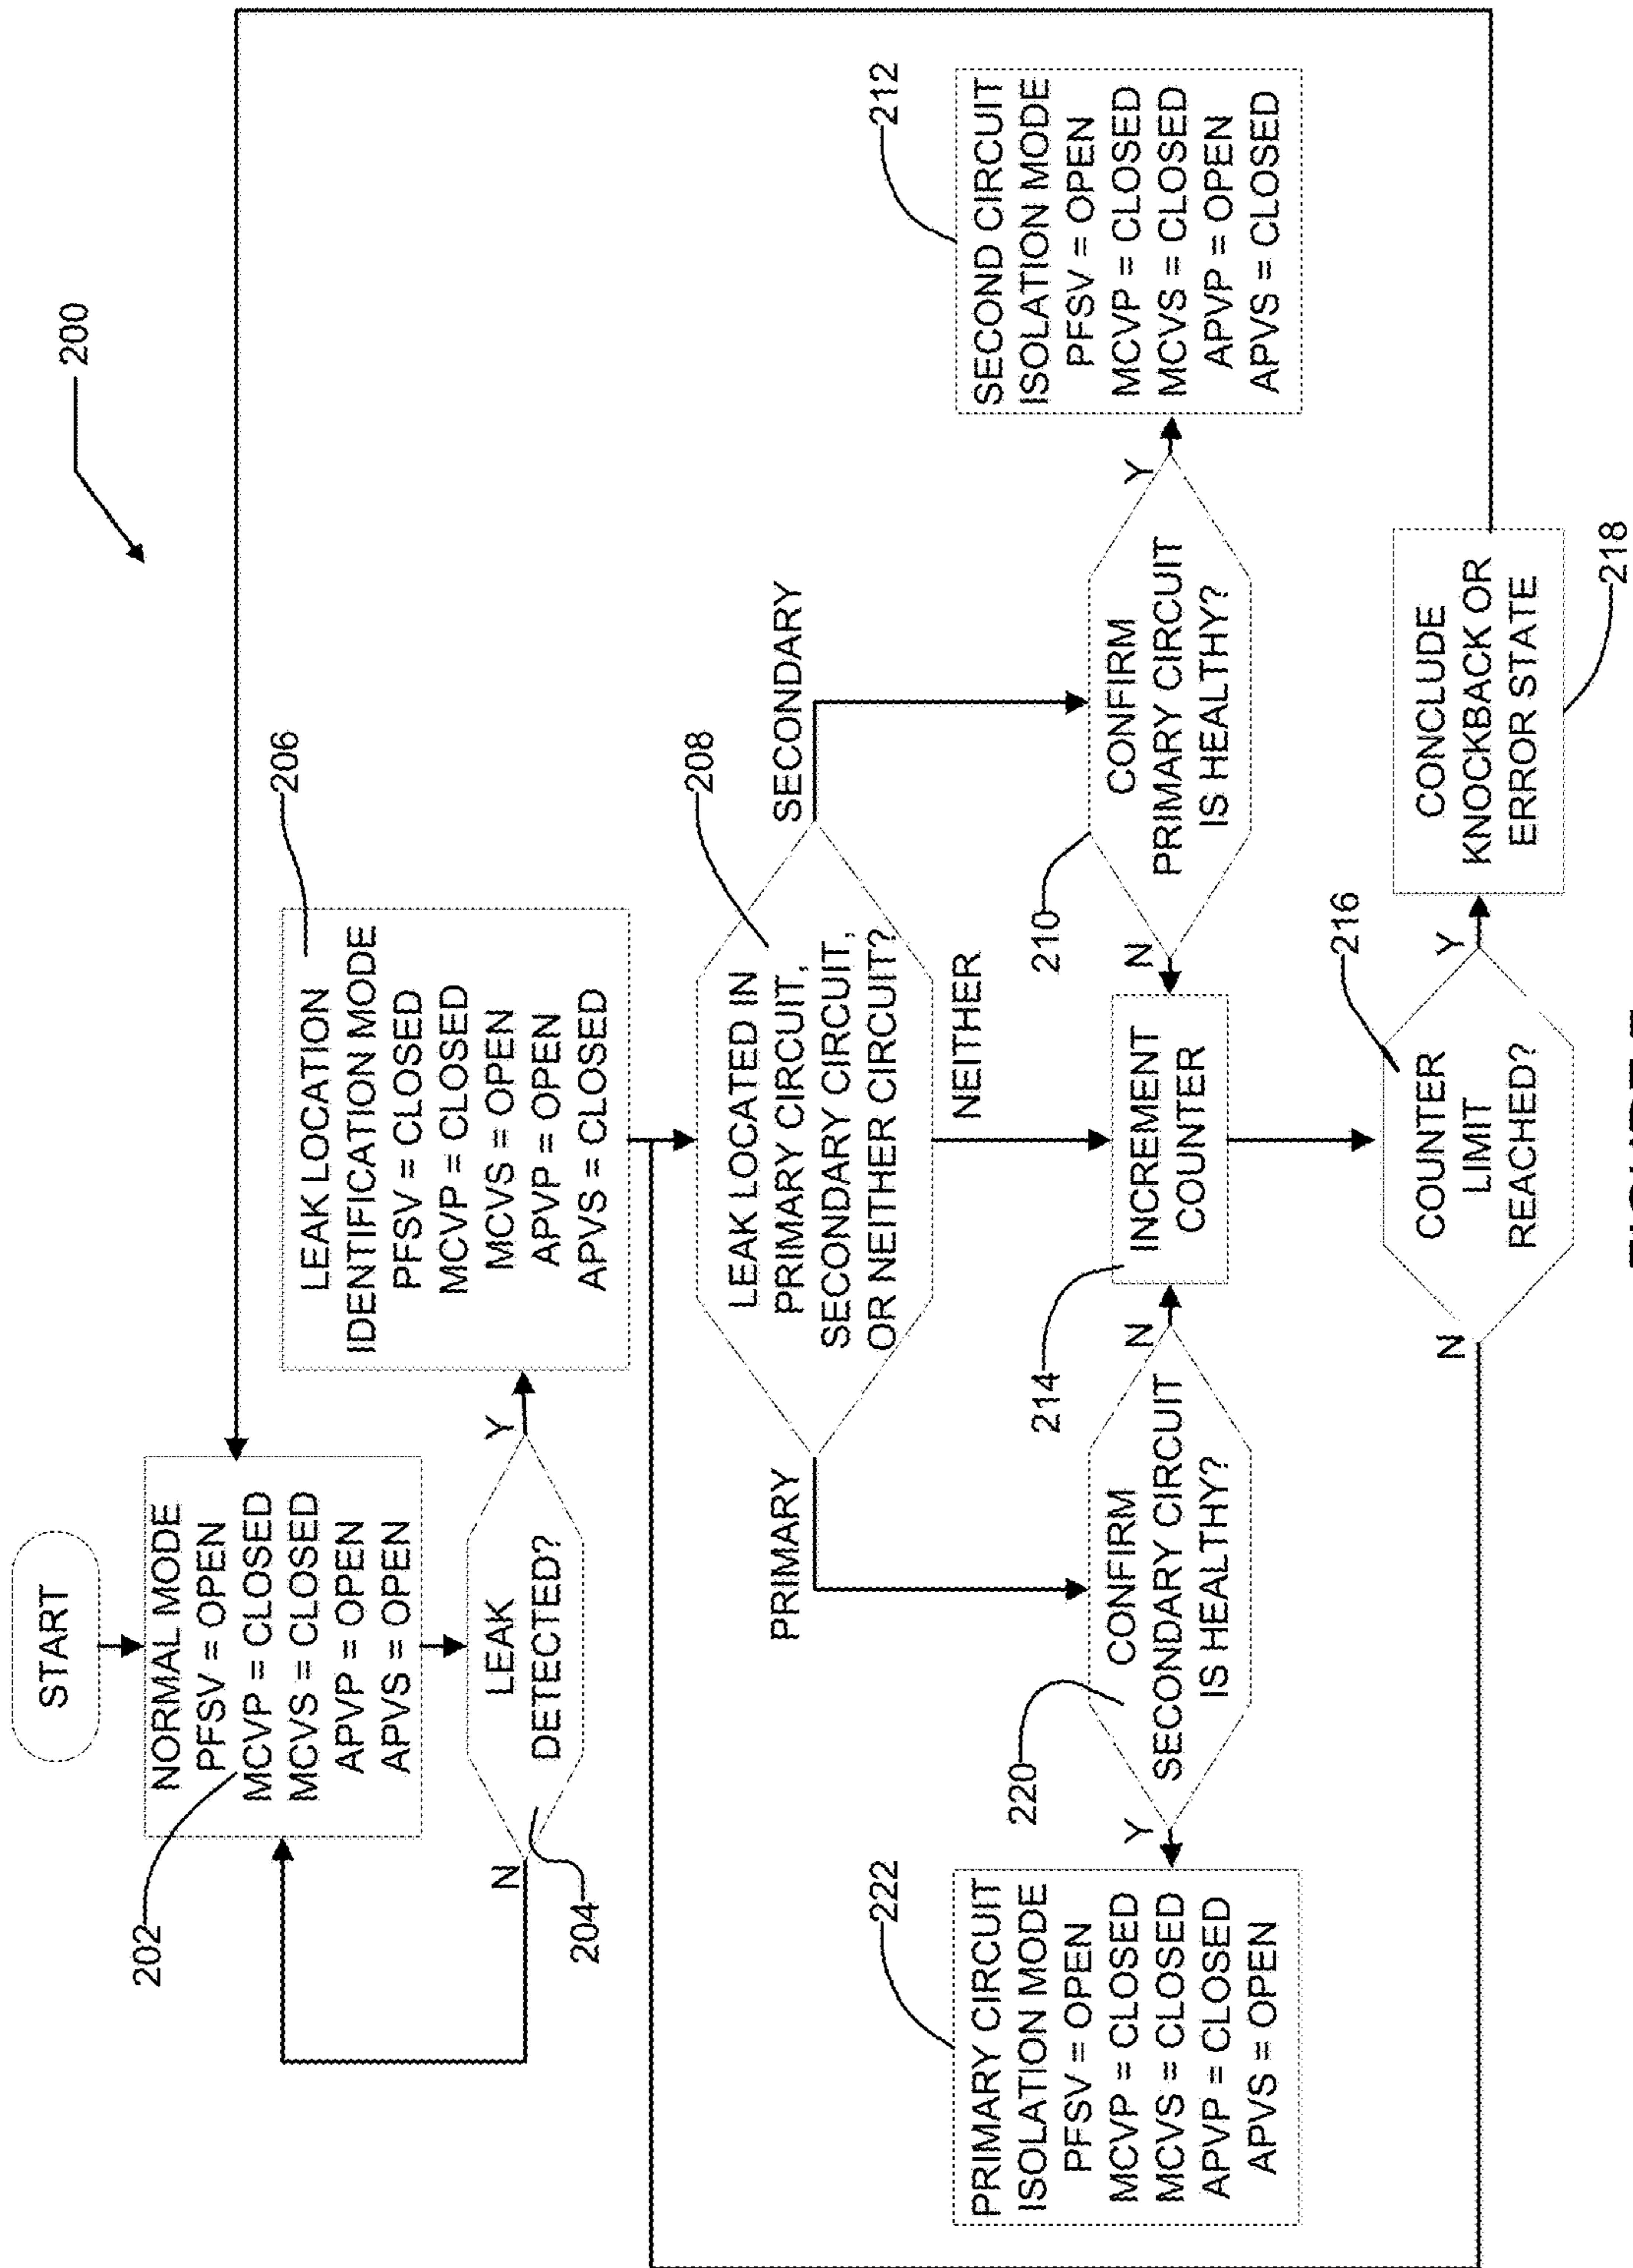 200
START
NORMAL MODE
PFSV = OPEN
MCVP = CLOSED
MCVS = CLOSED
APVP = OPEN
APVS = OPEN
202
LEAK
DETECTED?
N
Y
204
LEAK LOCATION
IDENTIFICATION MODE
PFSV = CLOSED
MCVP = CLOSED
MCVS = OPEN
APVP = OPEN
APVS = CLOSED
206
LEAK LOCATED IN
PRIMARY CIRCUIT,
SECONDARY CIRCUIT,
OR NEITHER CIRCUIT?
208
PRIMARY
SECONDARY
NEITHER
PRIMARY CIRCUIT
ISOLATION MODE
PFSV = OPEN
MCVP = CLOSED
MCVS = CLOSED
APVP = CLOSED
APVS = OPEN
222
Y
CONFIRM
SECONDARY CIRCUIT
IS HEALTHY?
220
N
INCREMENT
COUNTER
214
N
CONFIRM
PRIMARY CIRCUIT
IS HEALTHY?
210
Y
SECOND CIRCUIT
ISOLATION MODE
PFSV = OPEN
MCVP = CLOSED
MCVS = CLOSED
APVP = OPEN
APVS = CLOSED
212
N
COUNTER
LIMIT
REACHED?
216
Y
CONCLUDE
KNOCKBACK OR
ERROR STATE
218